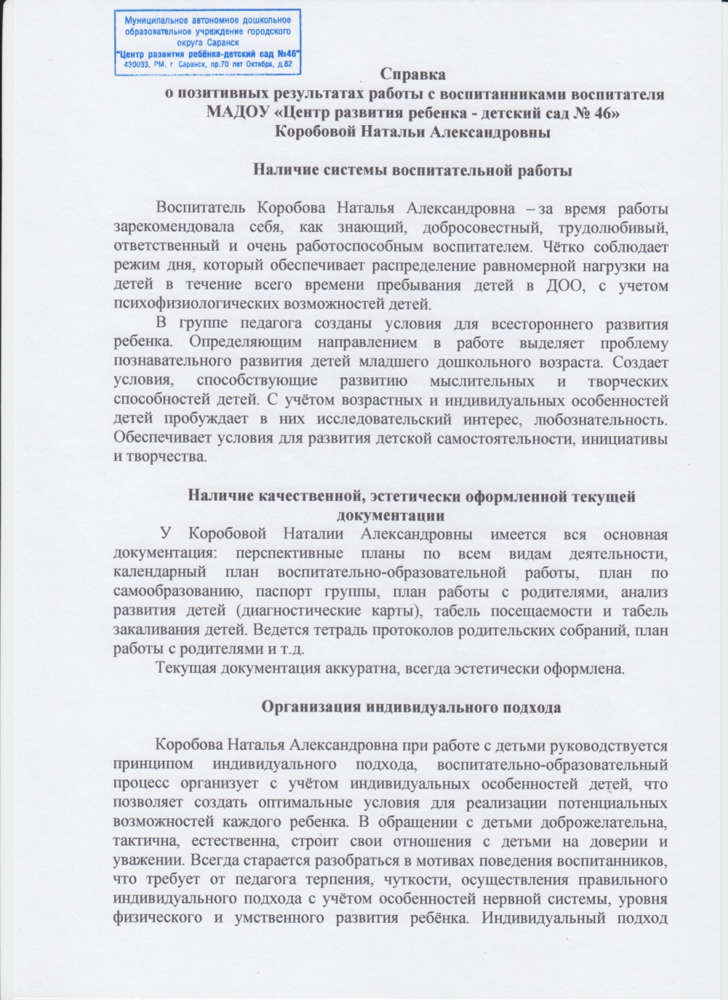 Муниципальное автономное дошкольное
образовательное учреждение городского
округа Саранск
"Центр развития ребёнка-детский сад №46"
430033, РМ, г Саранск, пр.70 лет Октября, д.82
Справка
о позитивных результатах работы с воспитанниками воспитателя
МАДОУ «Центр развития ребенка - детский сад № 46»
Коробовой Натальи Александровны
Наличие системы воспитательной работы
Воспитатель Коробова Наталья Александровна – за время работы
зарекомендовала себя, как знающий, добросовестный, трудолюбивый,
ответственный и очень работоспособным воспитателем. Чётко соблюдает
режим дня, который обеспечивает распределение равномерной нагрузки на
детей в течение всего времени пребывания детей в ДОО, с учетом
психофизиологических возможностей детей.
В группе педагога созданы условия для всестороннего развития
ребенка. Определяющим направлением в работе выделяет проблему
познавательного развития детей младшего дошкольного возраста. Создает
условия, способствующие развитию мыслительных и творческих
способностей детей. С учётом возрастных и индивидуальных особенностей
детей пробуждает в них исследовательский интерес, любознательность.
Обеспечивает условия для развития детской самостоятельности, инициативы
и творчества.
Наличие качественной, эстетически оформленной текущей
документации
У Коробовой Наталии Александровны имеется вся основная
документация: перспективные планы по всем видам деятельности,
календарный план воспитательно-образовательной работы, план по
самообразованию, паспорт группы, план работы с родителями, анализ
развития детей (диагностические карты), табель посещаемости и табель
закаливания детей. Ведется тетрадь протоколов родительских собраний, план
работы с родителями и т.д.
Текущая документация аккуратна, всегда эстетически оформлена.
Организация индивидуального подхода
Коробова Наталья Александровна при работе с детьми руководствуется
принципом индивидуального подхода, воспитательно-образовательный
процесс организует с учётом индивидуальных особенностей детей, что
позволяет создать оптимальные условия для реализации потенциальных
возможностей каждого ребенка. В обращении с детьми доброжелательна,
тактична, естественна, строит свои отношения с детьми на доверии и
уважении. Всегда старается разобраться в мотивах поведения воспитанников,
что требует от педагога терпения, чуткости, осуществления правильного
индивидуального подхода с учётом особенностей нервной системы, уровня
физического и умственного развития ребёнка. Индивидуальный подход